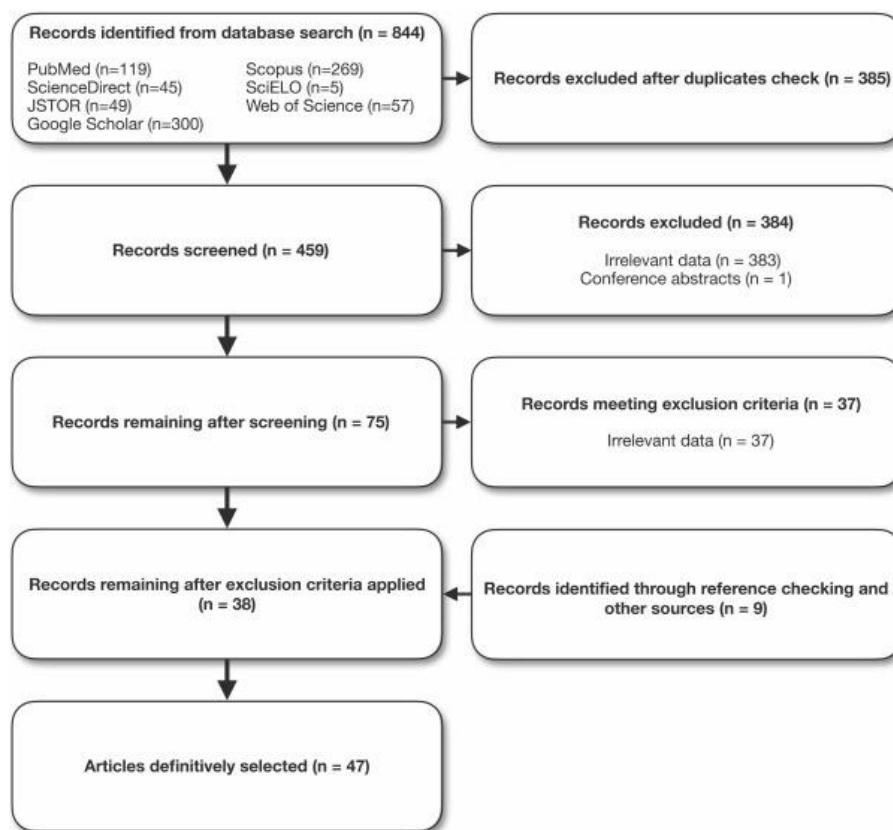 Records identified from database search (n = 844)
PubMed (n=119)
ScienceDirect (n=45)
JSTOR (n=49)
Google Scholar (n=300)
Scopus (n=269)
SciELO (n=5)
Web of Science (n=57)
Records excluded after duplicates check (n = 385)
Records screened (n = 459)
Records excluded (n = 384)
Irrelevant data (n = 383)
Conference abstracts (n = 1)
Records remaining after screening (n = 75)
Records meeting exclusion criteria (n = 37)
Irrelevant data (n = 37)
Records remaining after exclusion criteria applied
(n = 38)
Records identified through reference checking and
other sources (n = 9)
Articles definitively selected (n = 47)